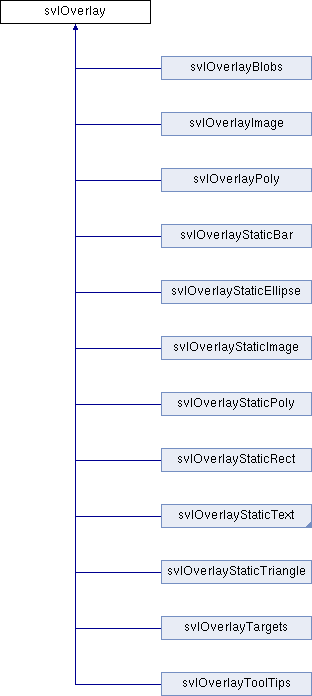 svlOverlay
svlOverlayBlobs
svlOverlayImage
svlOverlayPoly
svlOverlayStaticBar
svlOverlayStaticEllipse
svlOverlayStaticImage
svlOverlayStaticPoly
svlOverlayStaticRect
svlOverlayStaticText
svlOverlayStaticTriangle
svlOverlayTargets
svlOverlayToolTips